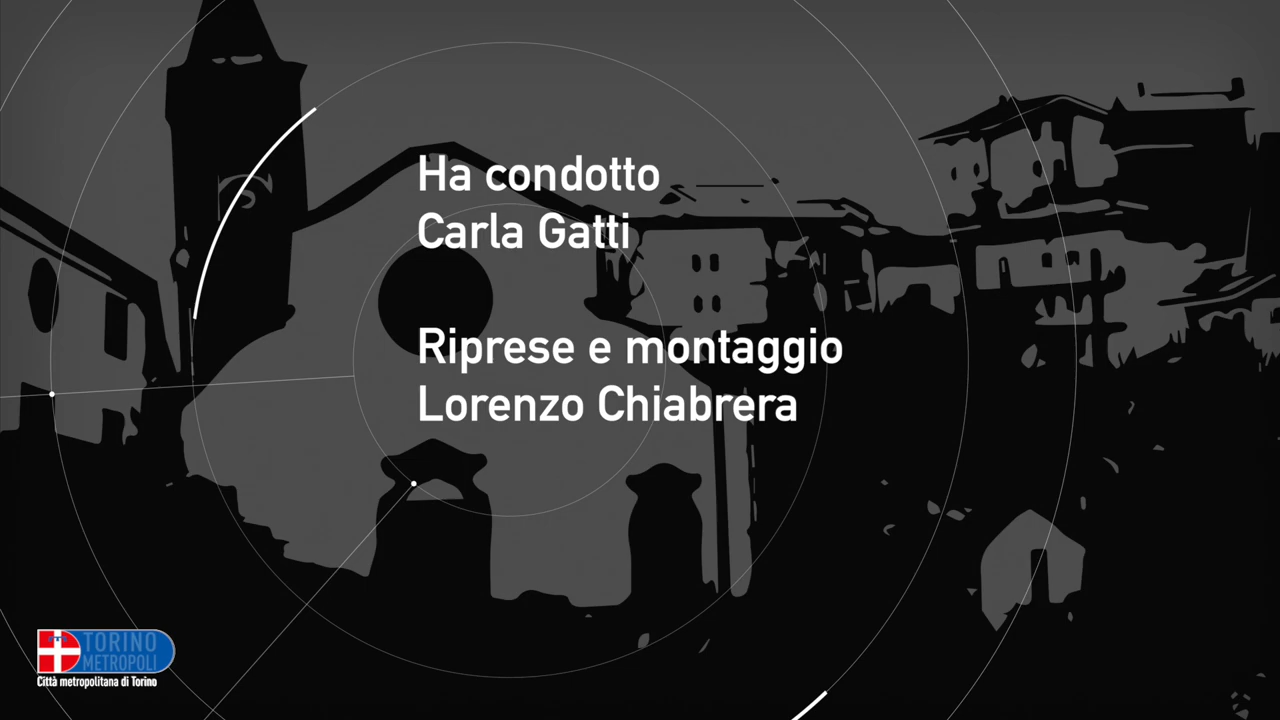 Ha condotto
Carla Gatti
Riprese e montaggio
Lorenzo Chiabrera
TORINO
METROPOLI
Città metropolitana di Torino